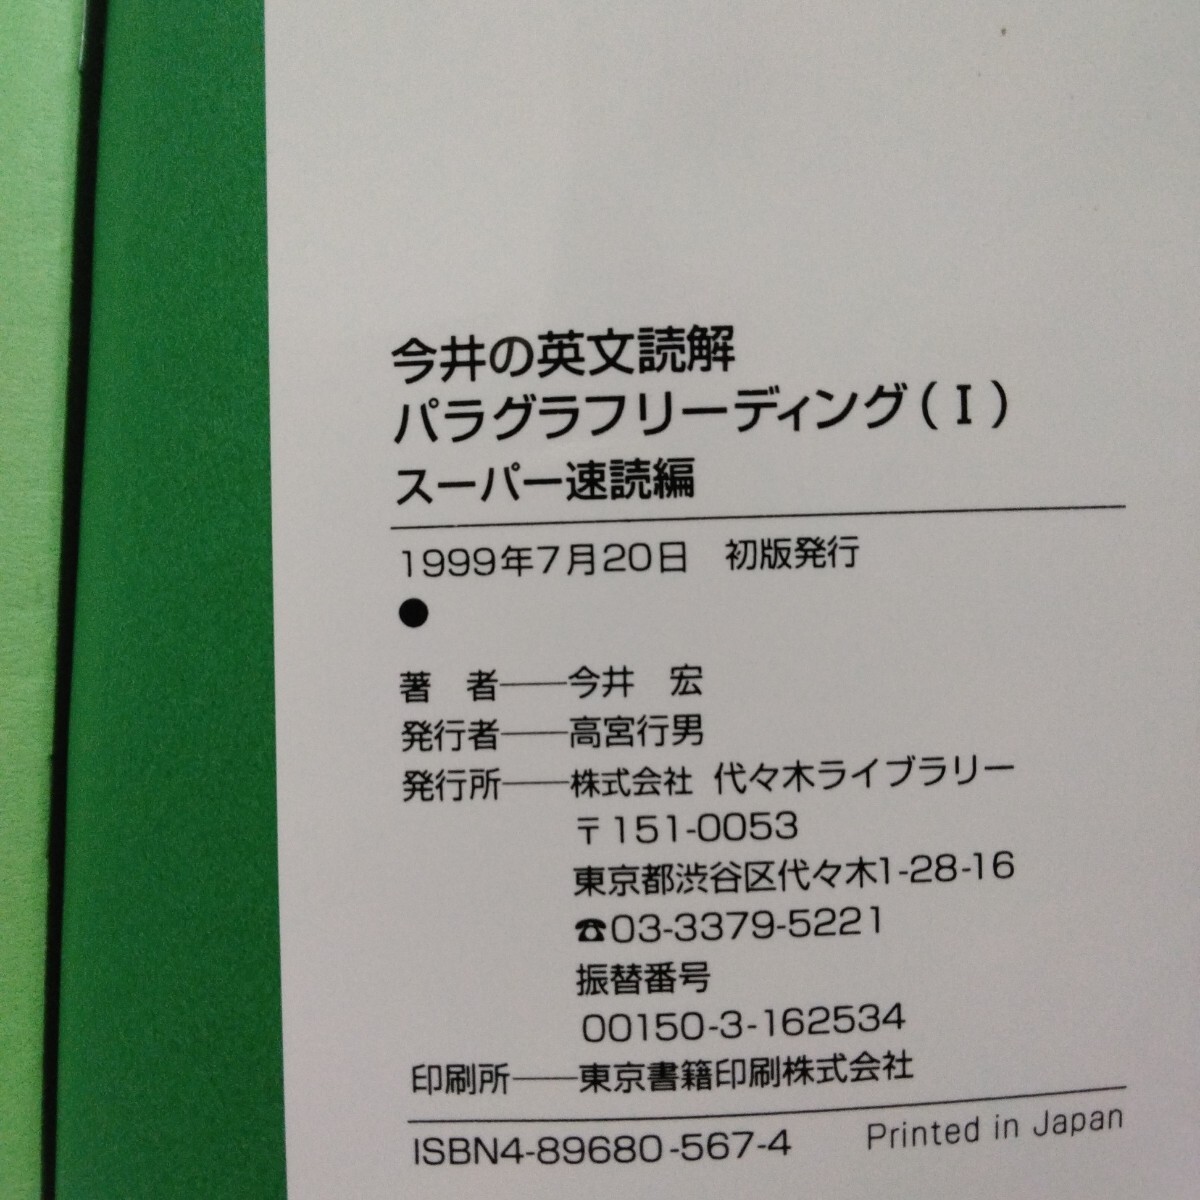 今井の英文読解
パラグラフリーディング(Ⅰ)
スーパー速読編
1999年7月20日 初版発行
●
著 者――今井 宏
発行者――高宮行男
発行所――株式会社 代々木ライブラリー
〒151-0053
東京都渋谷区代々木1-28-16
☎03-3379-5221
振替番号
00150-3-162534
印刷所――東京書籍印刷株式会社
ISBN4-89680-567-4 Printed in Japan